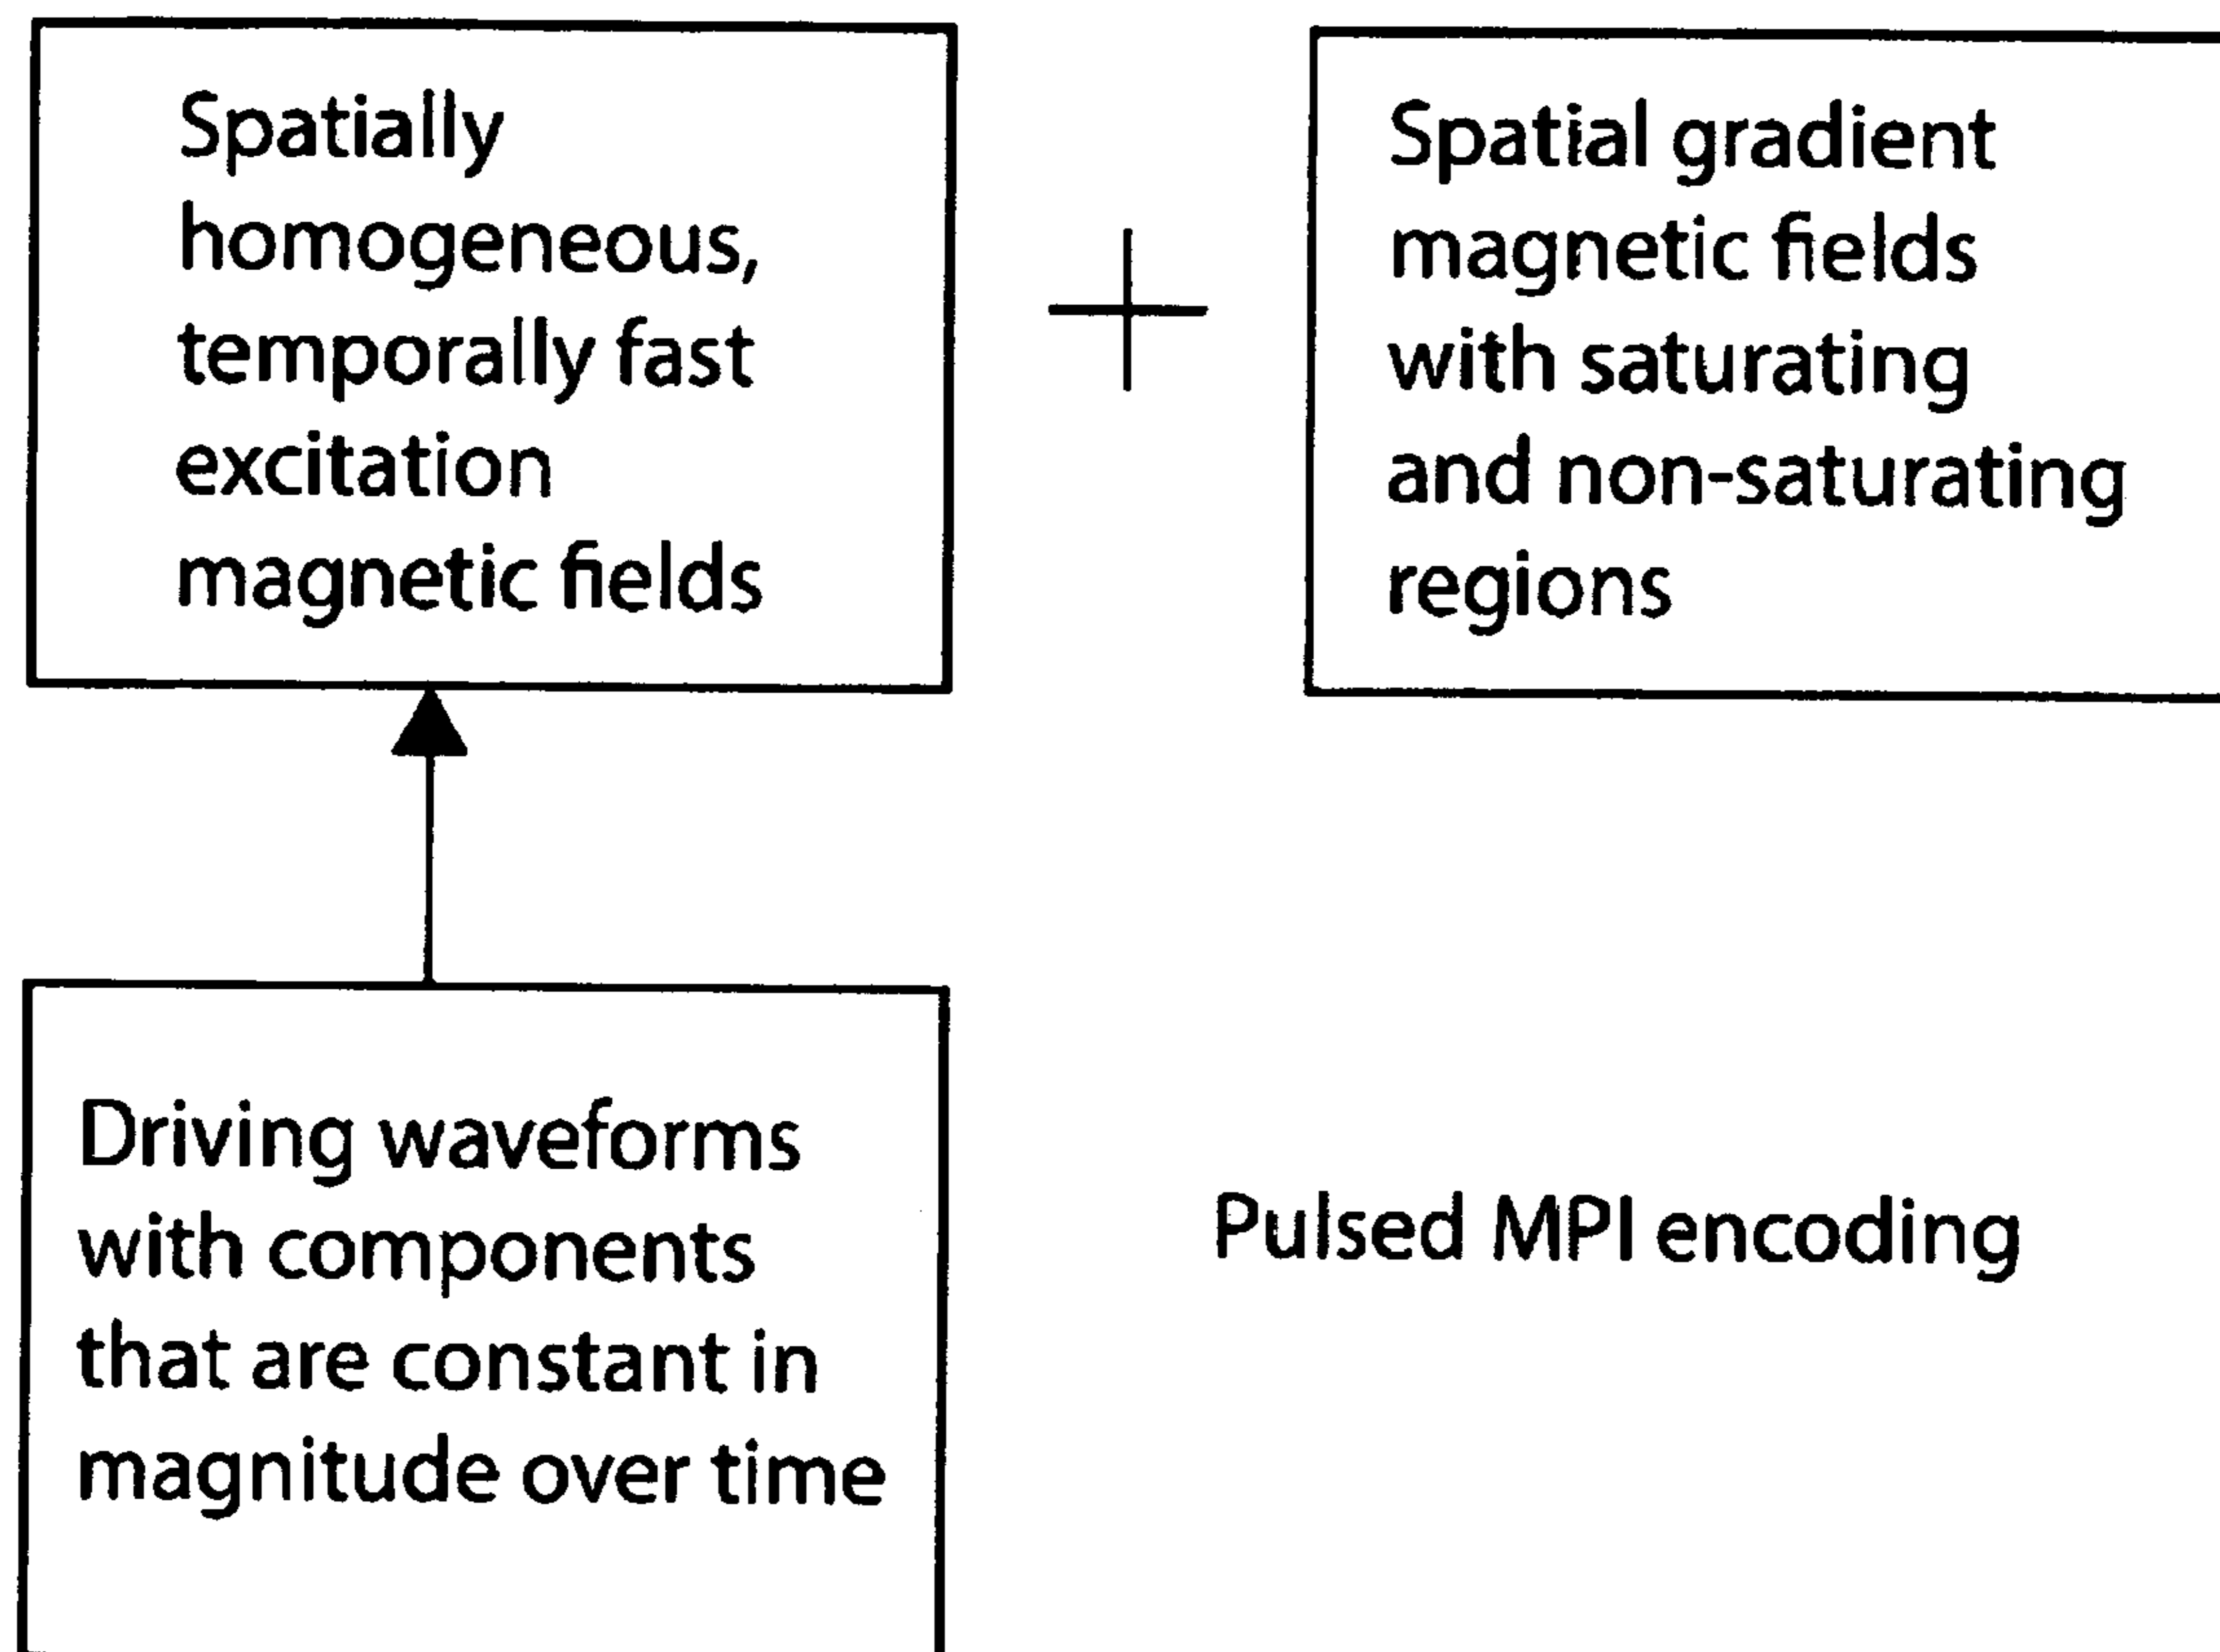 Spatially
homogeneous,
temporally fast
excitation
magnetic fields
Spatial gradient
magnetic fields
with saturating
and non-saturating
regions
Driving waveforms
with components
that are constant in
magnitude over time
Pulsed MPI encoding